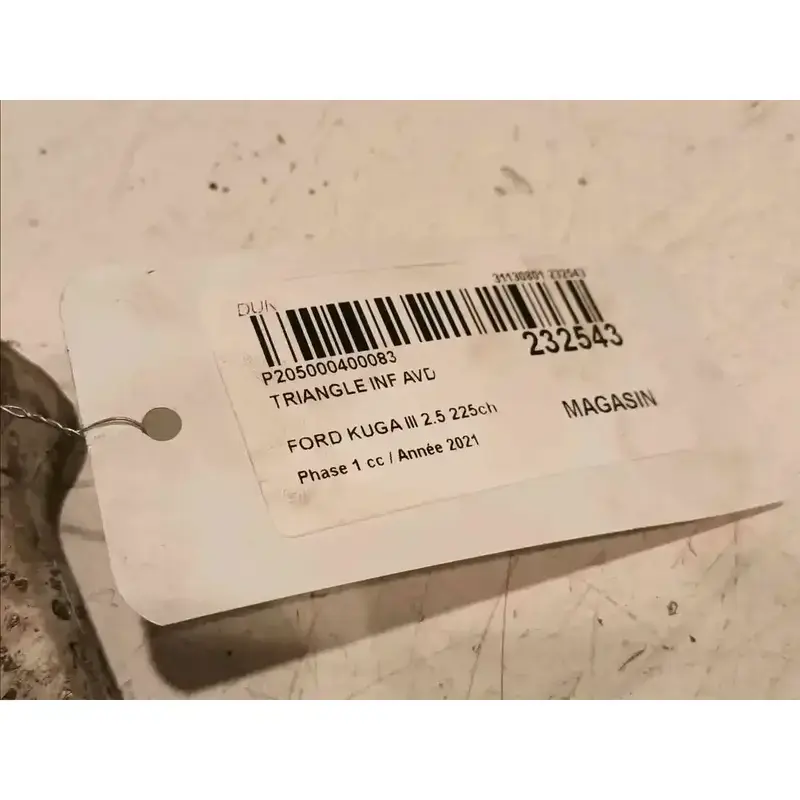 DUK
31130801 232543
P205000400083
232543
TRIANGLE INF AVD
FORD KUGA III 2.5 225ch
MAGASIN
Phase 1 cc / Année 2021